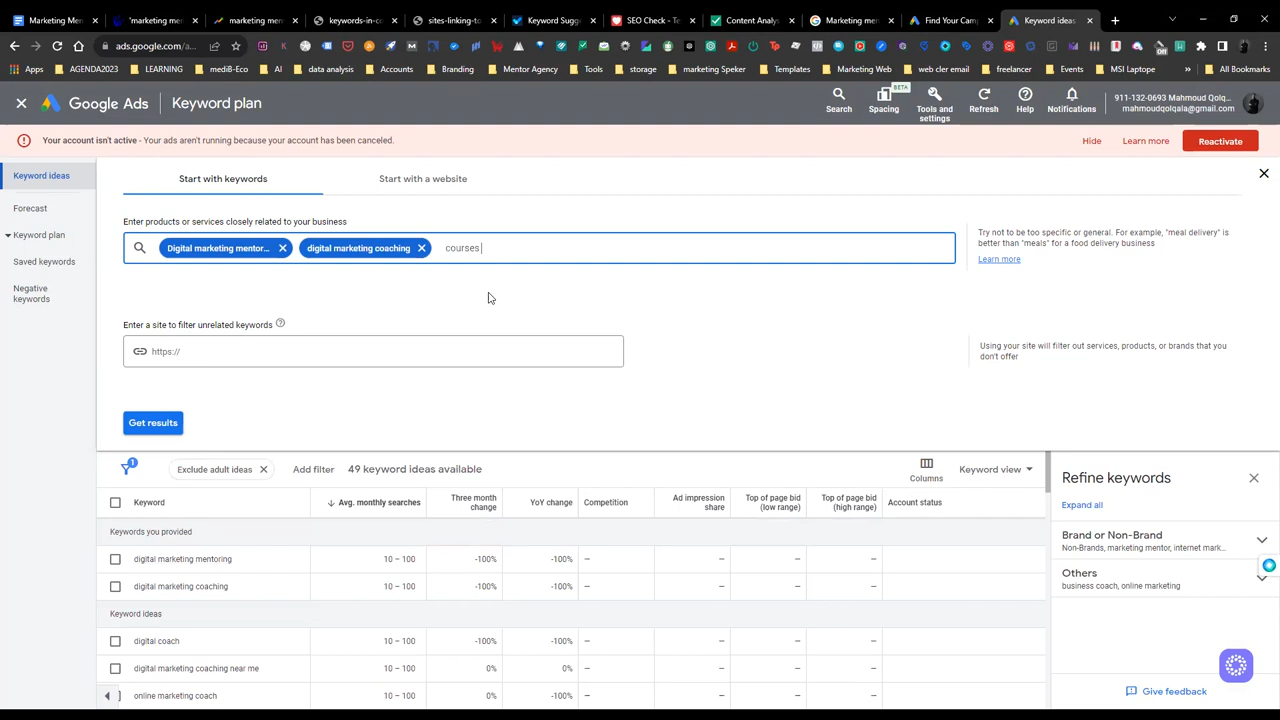 Marketing Men
'marketing me
marketing men
keywords-in-c
sites-linking-to
Keyword Sugg
SEO Check - Te
Content Analys
Marketing men
Find Your Cam
Keyword ideas
ads.google.com/a...
Apps
AGENDA2023
LEARNING
mediB-Eco
AI
data analysis
Accounts
Branding
Mentor Agency
Tools
storage
marketing Speker
Templates
Marketing Web
web cler email
freelancer
Events
MSI Laptope
»
All Bookmarks
Google Ads
Keyword plan
Search
BETA
Spacing
Tools and
settings
Refresh
Help
Notifications
911-132-0693 Mahmoud Qolq...
mahmoudqolqala@gmail.com
Your account isn't active - Your ads aren't running because your account has been canceled.
Hide
Learn more
Reactivate
Keyword ideas
Forecast
Keyword plan
Saved keywords
Negative
keywords
Start with keywords
Start with a website
Enter products or services closely related to your business
Digital marketing mentor...
digital marketing coaching
courses
Try not to be too specific or general. For example, "meal delivery" is
better than "meals" for a food delivery business
Learn more
Enter a site to filter unrelated keywords
https://
Using your site will filter out services, products, or brands that you
don't offer
Get results
1
Exclude adult ideas
Add filter
49 keyword ideas available
Columns
Keyword view
Keyword
Avg. monthly searches
Three month
change
YoY change
Competition
Ad impression
share
Top of page bid
(low range)
Top of page bid
(high range)
Account status
Keywords you provided
digital marketing mentoring 10 – 100 -100% -100% – – – –
digital marketing coaching 10 – 100 -100% -100% – – – –
Keyword ideas
digital coach 10 – 100 -100% -100% – – – –
digital marketing coaching near me 10 – 100 0% 0% – – – –
online marketing coach 10 – 100 0% -100% – – – –
Refine keywords
Expand all
Brand or Non-Brand
Non-Brands, marketing mentor, internet mark...
Others
business coach, online marketing
Give feedback